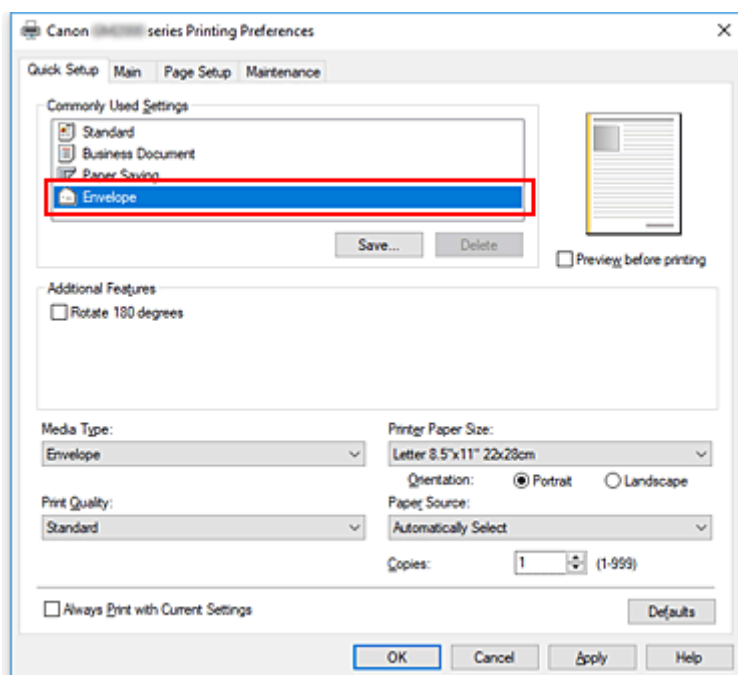 Canon series Printing Preferences
Quick Setup Main Page Setup Maintenance
Commonly Used Settings
Standard
Business Document
Paper Saving
Envelope
Save... Delete
Preview before printing
Additional Features
Rotate 180 degrees
Media Type: Printer Paper Size:
Envelope Letter 8.5"x11" 22x28cm
Orientation: Portrait Landscape
Print Quality: Paper Source:
Standard Automatically Select
Copies: 1 (1-999)
Always Print with Current Settings Defaults
OK Cancel Apply Help